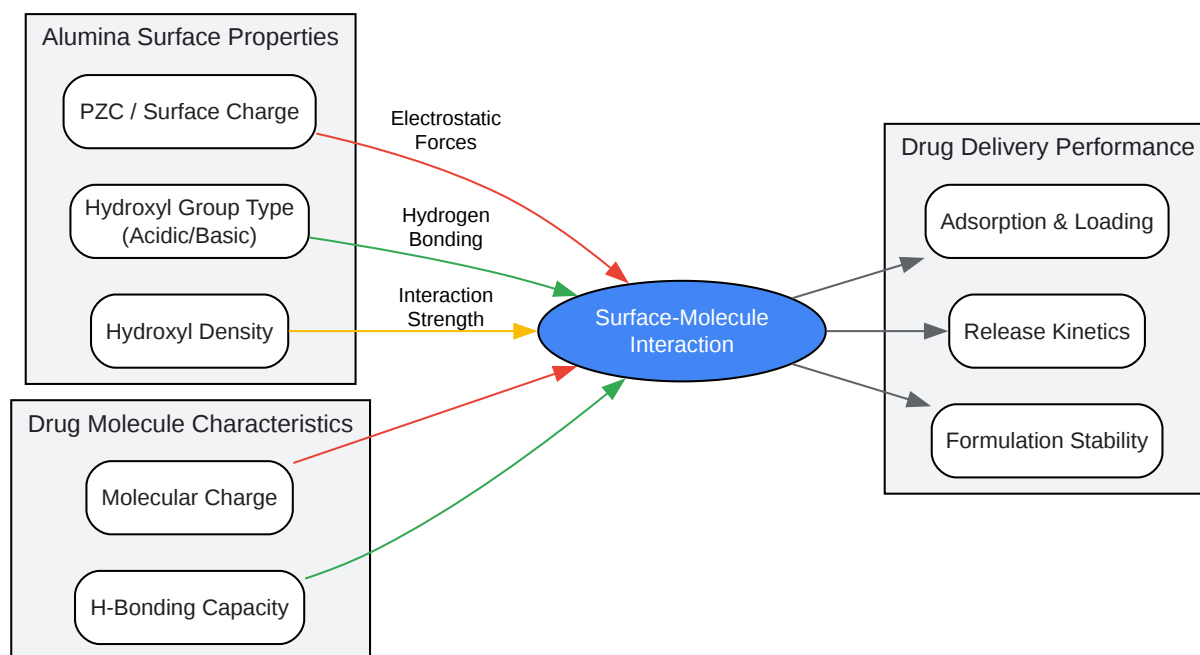 Alumina Surface Properties
PZC / Surface Charge
Hydroxyl Group Type
(Acidic/Basic)
Hydroxyl Density
Electrostatic
Forces
Hydrogen
Bonding
Interaction
Strength
Drug Molecule Characteristics
Molecular Charge
H-Bonding Capacity
Surface-Molecule
Interaction
Drug Delivery Performance
Adsorption & Loading
Release Kinetics
Formulation Stability